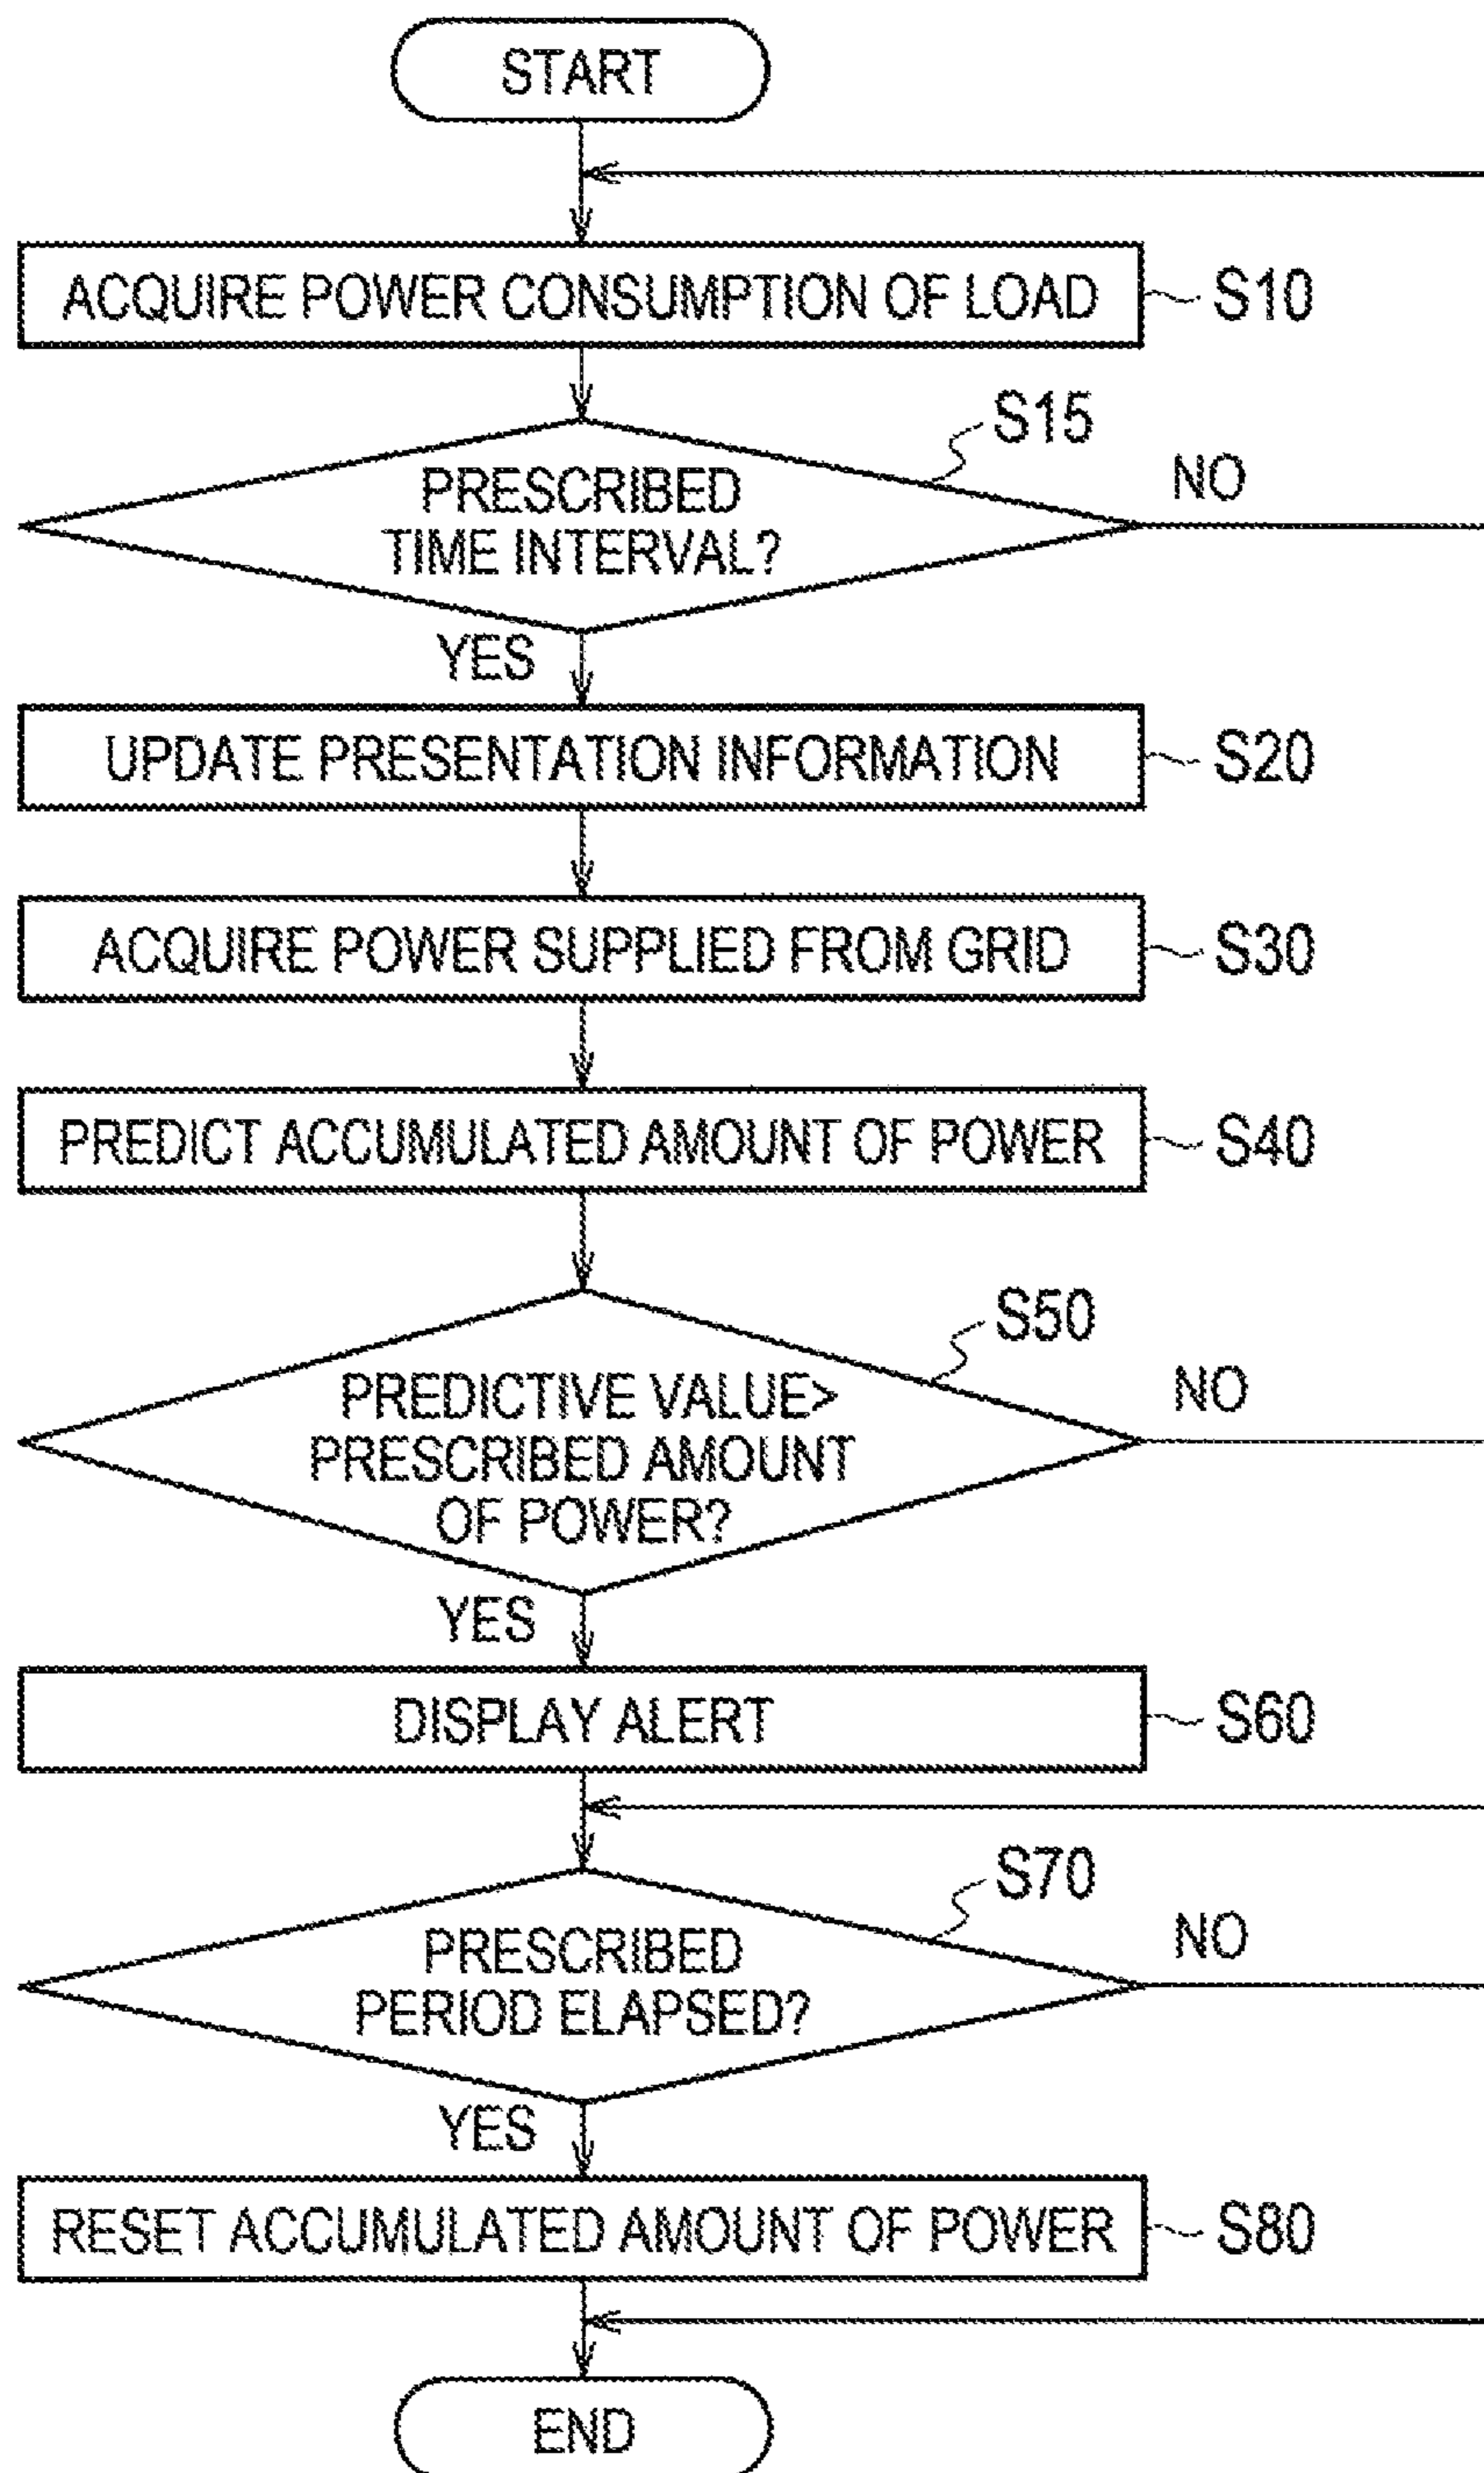 START
ACQUIRE POWER CONSUMPTION OF LOAD
S10
S15
PRESCRIBED
TIME INTERVAL?
NO
YES
UPDATE PRESENTATION INFORMATION
S20
ACQUIRE POWER SUPPLIED FROM GRID
S30
PREDICT ACCUMULATED AMOUNT OF POWER
S40
S50
PREDICTIVE VALUE>
PRESCRIBED AMOUNT
OF POWER?
NO
YES
DISPLAY ALERT
S60
S70
PRESCRIBED
PERIOD ELAPSED?
NO
YES
RESET ACCUMULATED AMOUNT OF POWER
S80
END